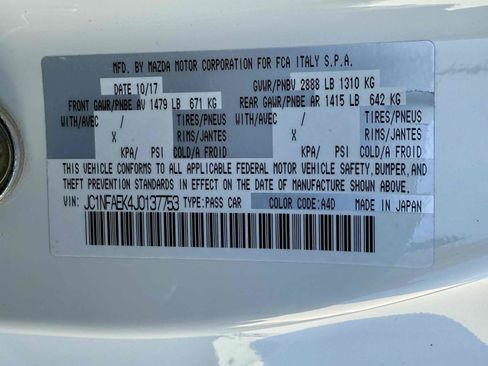 MFD. BY MAZDA MOTOR CORPORATION FOR FCA ITALY S.P.A.
DATE 10/17 GVWR/PNBV 2888 LB 1310 KG
FRONT GAWR/PNBE AV 1479 LB 671 KG REAR GAWR/PNBE AR 1415 LB 642 KG
WITH/AVEC / TIRES/PNEUS WITH/AVEC / TIRES/PNEUS
X RIMS/JANTES X RIMS/JANTES
KPA/ PSI COLD/A FROID KPA/ PSI COLD/A FROID
THIS VEHICLE CONFORMS TO ALL APPLICABLE FEDERAL MOTOR VEHICLE SAFETY, BUMPER, AND
THEFT PREVENTION STANDARDS IN EFFECT ON THE DATE OF MANUFACTURE SHOWN ABOVE.
VIN: JC1NFAEK4J0137753 TYPE:PASS CAR COLOR CODE:A4D MADE IN JAPAN